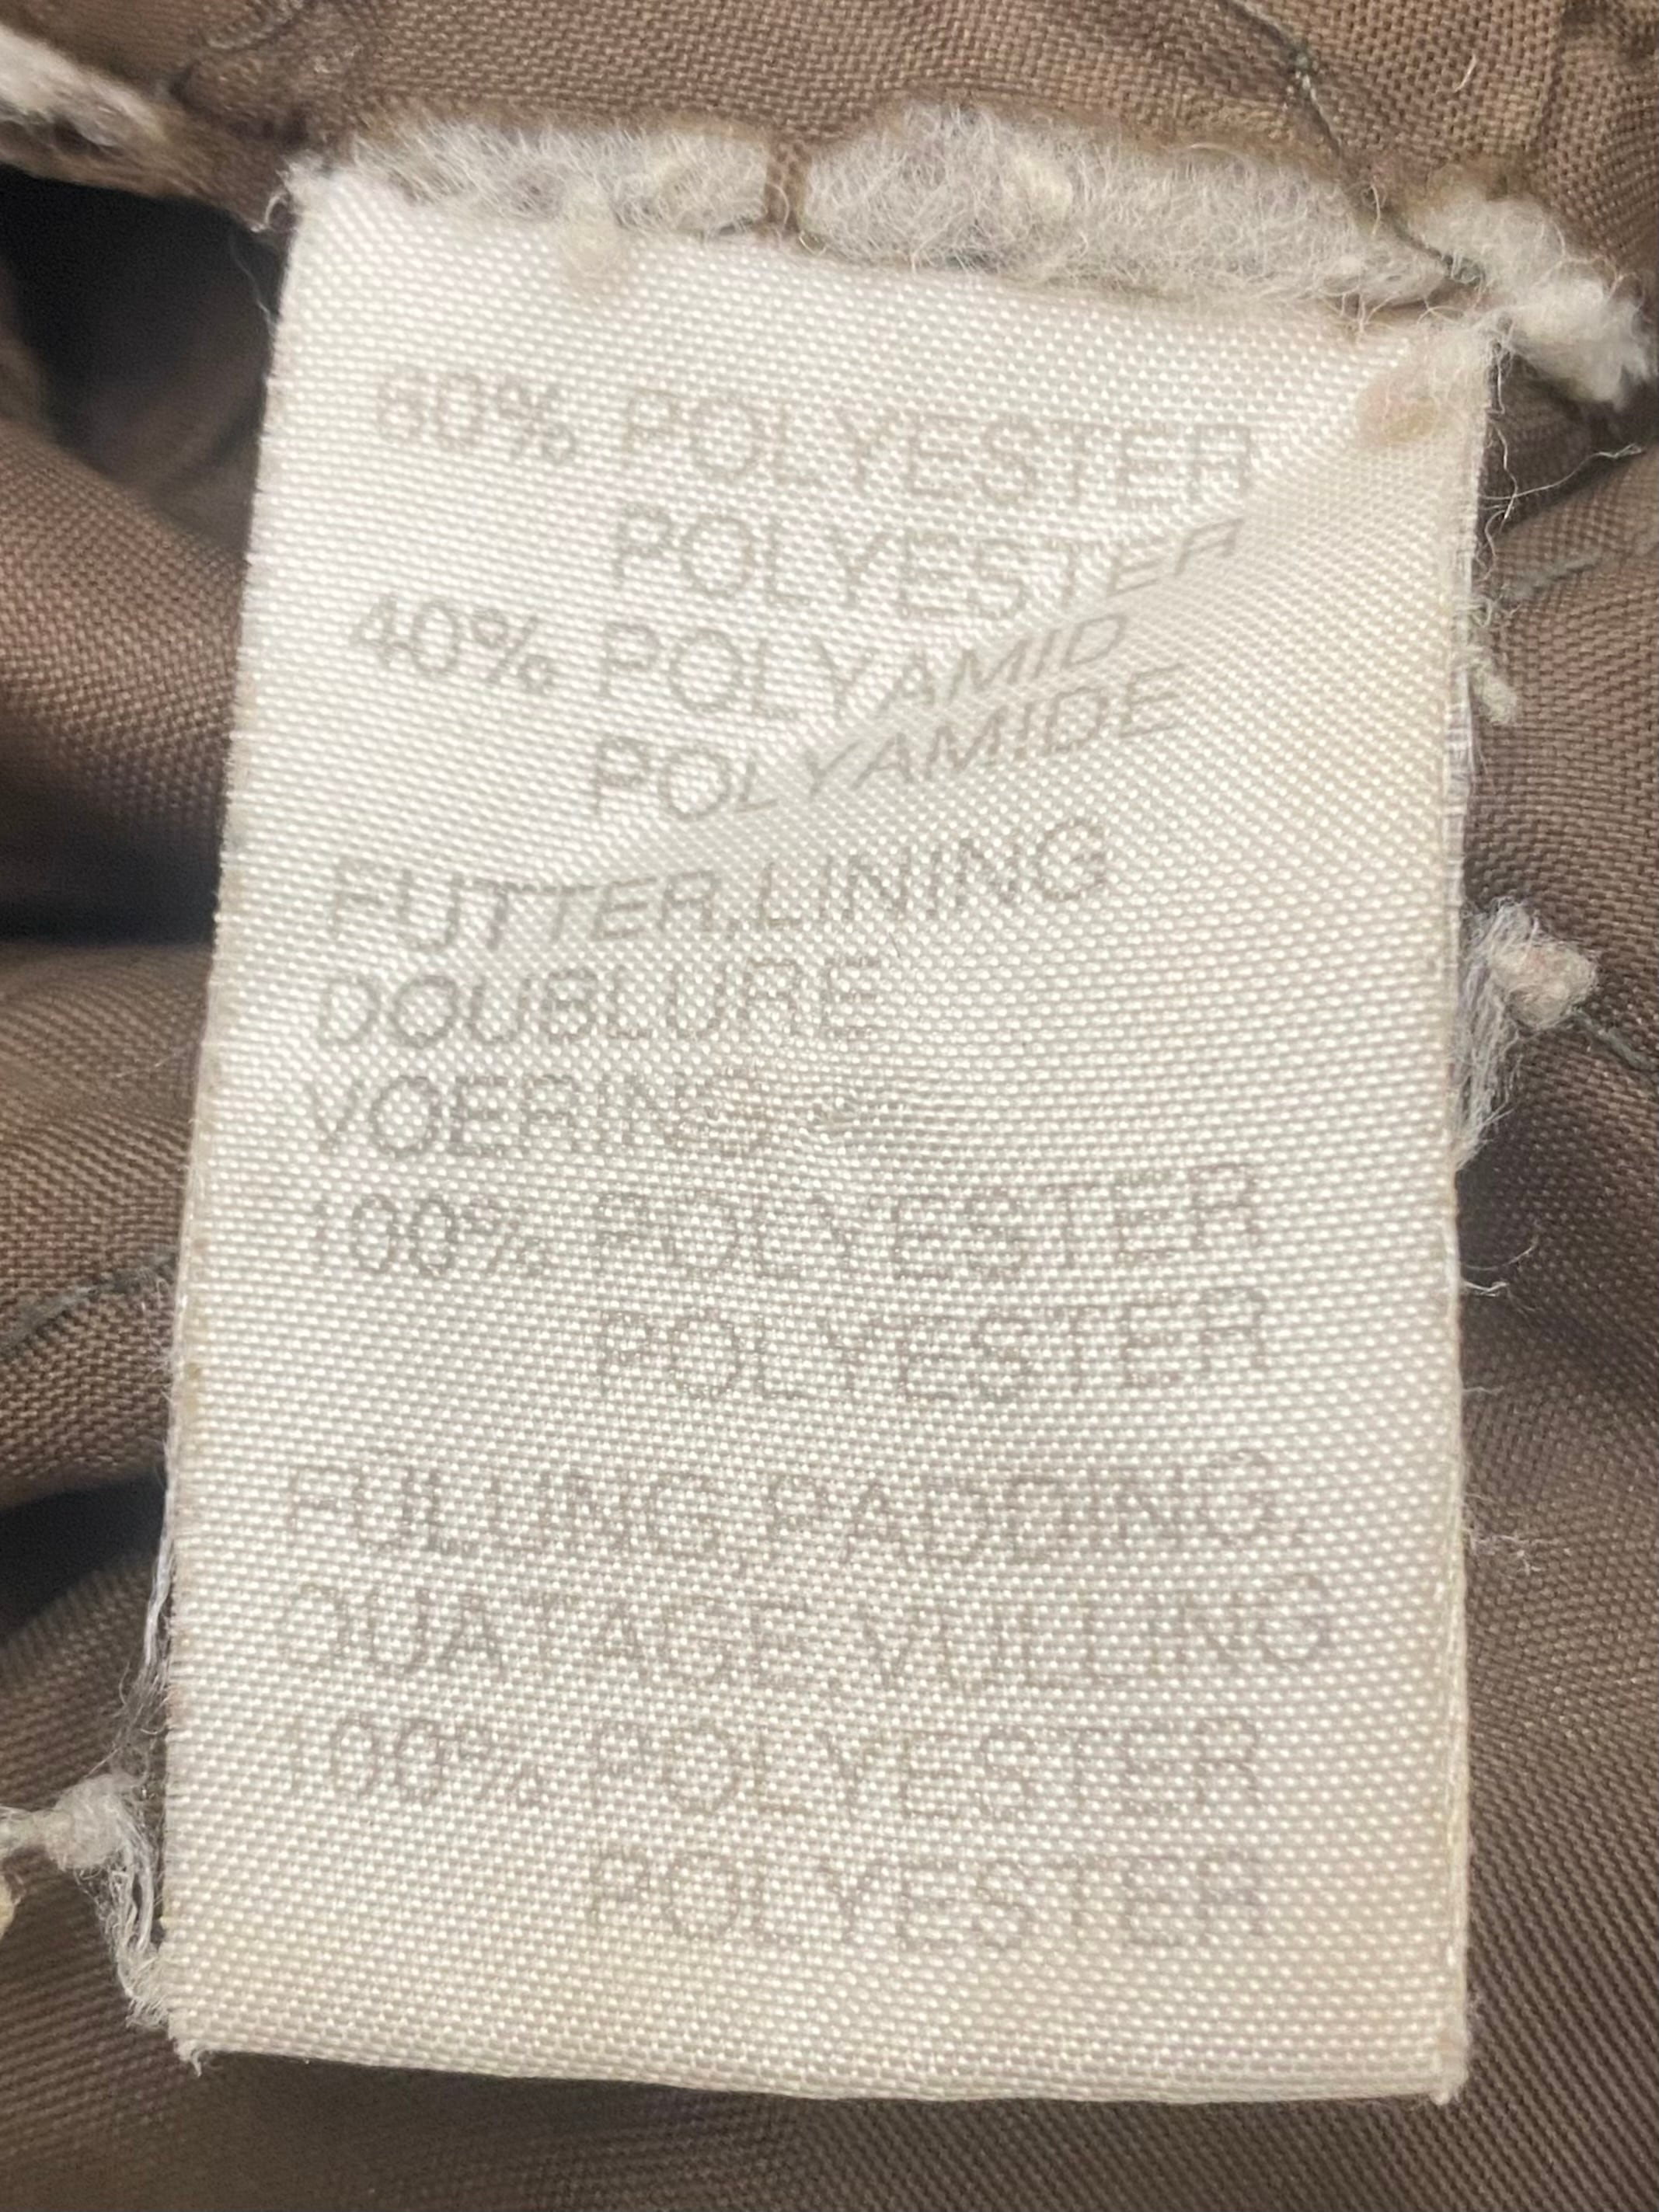 60% POLYESTER
POLYESTER
40% POLYAMID
POLYAMIDE
FUTTER.LINING
DOUBLURE
VOERING
100% POLYESTER
POLYESTER
FÜLLUNG,PADDING,
OUATAGE,VULLING
100% POLYESTER
POLYESTER